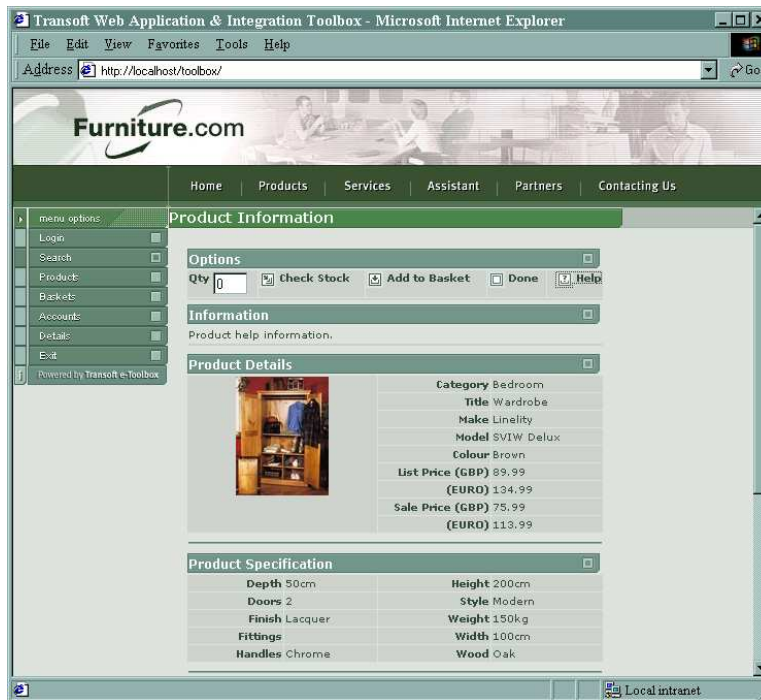 Transoft Web Application & Integration Toolbox - Microsoft Internet Explorer
File Edit View Favorites Tools Help
Address http://localhost/toolbox/ Go
Furniture.com
Home | Products | Services | Assistant | Partners | Contacting Us
menu options
Login
Search
Products
Baskets
Accounts
Details
Exit
Powered by Transoft e-Toolbox
Product Information
Options
Qty 0 Check Stock Add to Basket Done Help
Information
Product help information.
Product Details
Category Bedroom
Title Wardrobe
Make Linelity
Model SVIW Delux
Colour Brown
List Price (GBP) 89.99
(EURO) 134.99
Sale Price (GBP) 75.99
(EURO) 113.99
Product Specification
Depth 50cm Height 200cm
Doors 2 Style Modern
Finish Lacquer Weight 150kg
Fittings Width 100cm
Handles Chrome Wood Oak
Local intranet